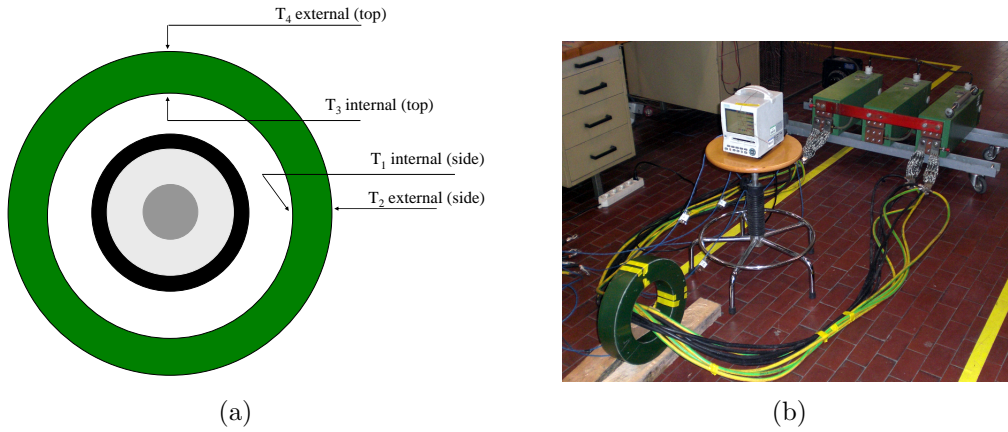 T₄ external (top)
T₃ internal (top)
T₁ internal (side)
T₂ external (side)
(a)
(b)